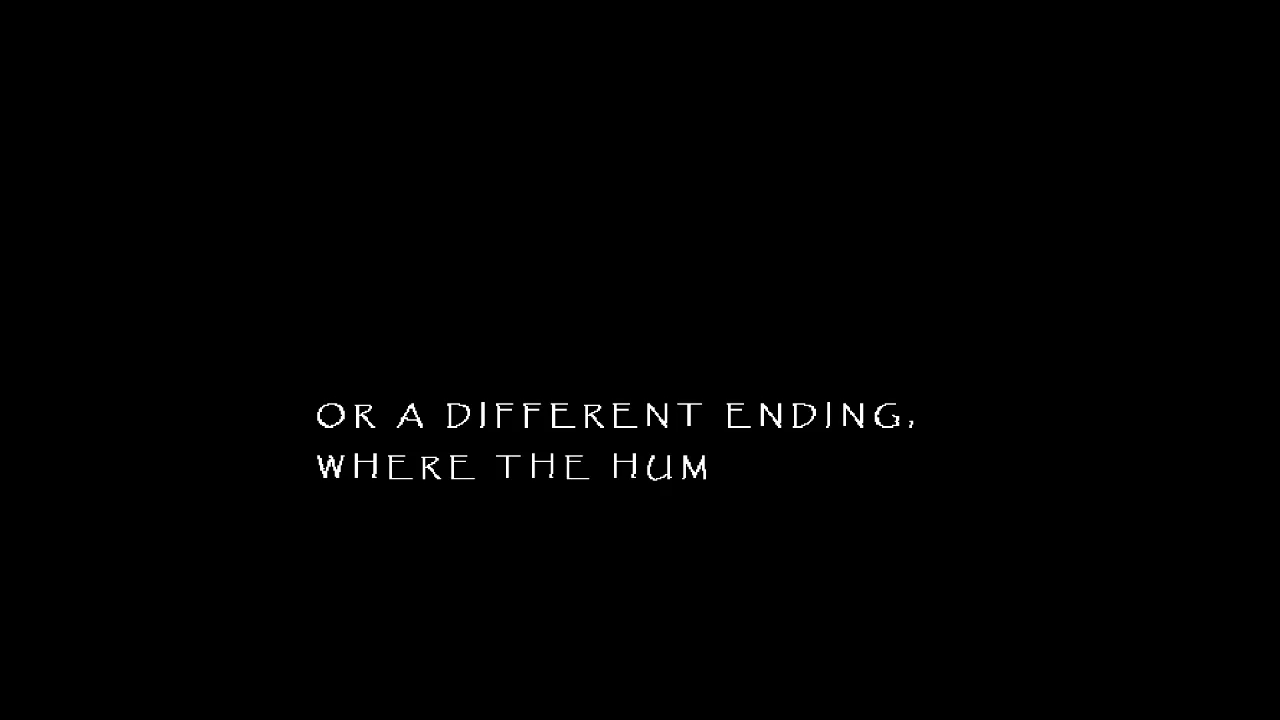 OR A DIFFERENT ENDING,
WHERE THE HUM